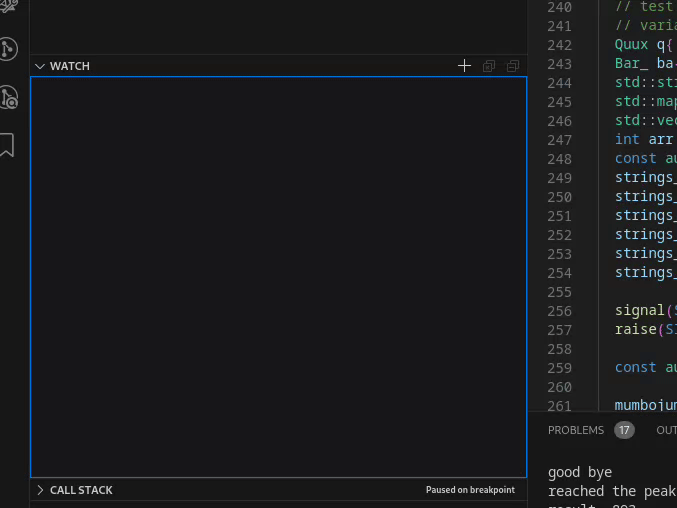 WATCH
CALL STACK
Paused on breakpoint
240 // test
241 // varia
242 Quux q{
243 Bar_ ba
244 std::st
245 std::map
246 std::vec
247 int arr
248 const au
249 strings_
250 strings_
251 strings_
252 strings_
253 strings_
254 strings_
255
256 signal(S
257 raise(SI
258
259 const au
260
261 mumbojum
PROBLEMS 17 OUT
good bye
reached the peak